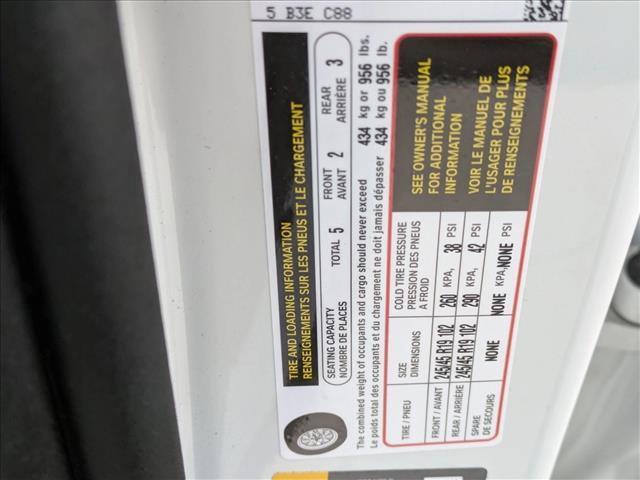 5 B3E C88
TIRE AND LOADING INFORMATION
RENSEIGNEMENTS SUR LES PNEUS ET LE CHARGEMENT
SEATING CAPACITY
NOMBRE DE PLACES
TOTAL 5
FRONT
AVANT 2
REAR
ARRIÈRE 3
The combined weight of occupants and cargo should never exceed 434 kg or 956 lbs.
Le poids total des occupants et du chargement ne doit jamais dépasser 434 kg ou 956 lb.
TIRE / PNEU
SIZE
DIMENSIONS
COLD TIRE PRESSURE
PRESSION DES PNEUS
A FROID
FRONT / AVANT 245/45 R19 102 260 KPA, 38 PSI
REAR / ARRIÈRE 245/45 R19 102 290 KPA, 42 PSI
SPARE
DE SECOURS
NONE NONE KPA, NONE PSI
SEE OWNER'S MANUAL
FOR ADDITIONAL
INFORMATION
VOIR LE MANUEL DE
L'USAGER POUR PLUS
DE RENSEIGNEMENTS